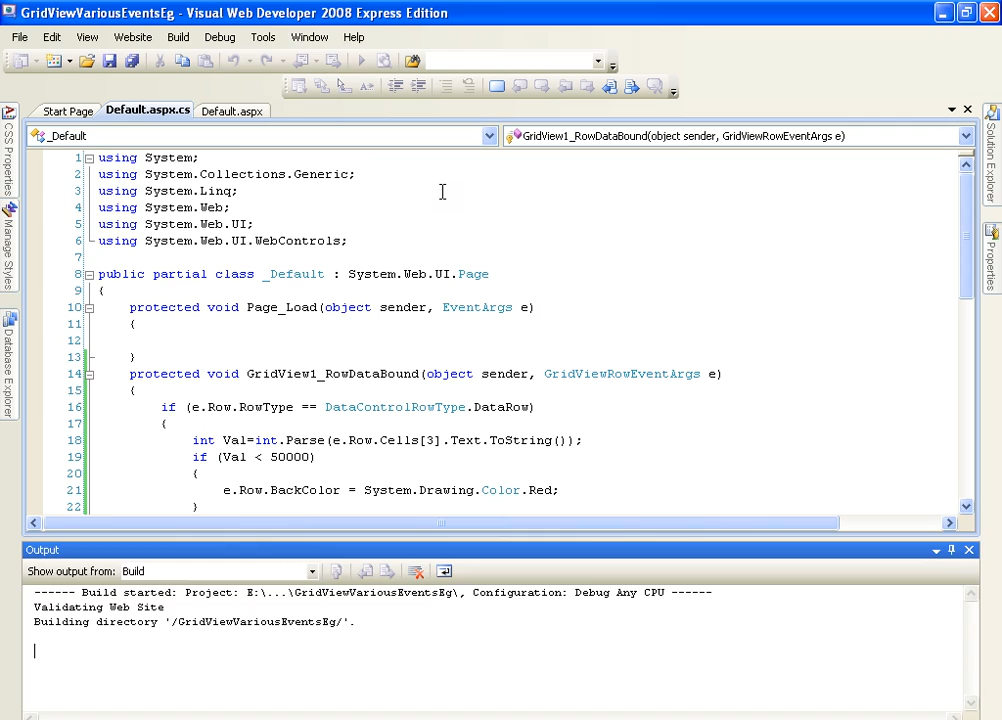 GridViewVariousEventsEg - Visual Web Developer 2008 Express Edition
File Edit View Website Build Debug Tools Window Help
Start Page Default.aspx.cs Default.aspx
_Default GridView1_RowDataBound(object sender, GridViewRowEventArgs e)
1 using System;
2 using System.Collections.Generic;
3 using System.Linq;
4 using System.Web;
5 using System.Web.UI;
6 using System.Web.UI.WebControls;
7
8 public partial class _Default : System.Web.UI.Page
9 {
10 protected void Page_Load(object sender, EventArgs e)
11 {
12
13 }
14 protected void GridView1_RowDataBound(object sender, GridViewRowEventArgs e)
15 {
16 if (e.Row.RowType == DataControlRowType.DataRow)
17 {
18 int Val=int.Parse(e.Row.Cells[3].Text.ToString());
19 if (Val < 50000)
20 {
21 e.Row.BackColor = System.Drawing.Color.Red;
22 }
CSS Properties
Manage Styles
Database Explorer
Solution Explorer
Properties
Output
Show output from: Build
------ Build started: Project: E:\...\GridViewVariousEventsEg\, Configuration: Debug Any CPU ------
Validating Web Site
Building directory '/GridViewVariousEventsEg/'.